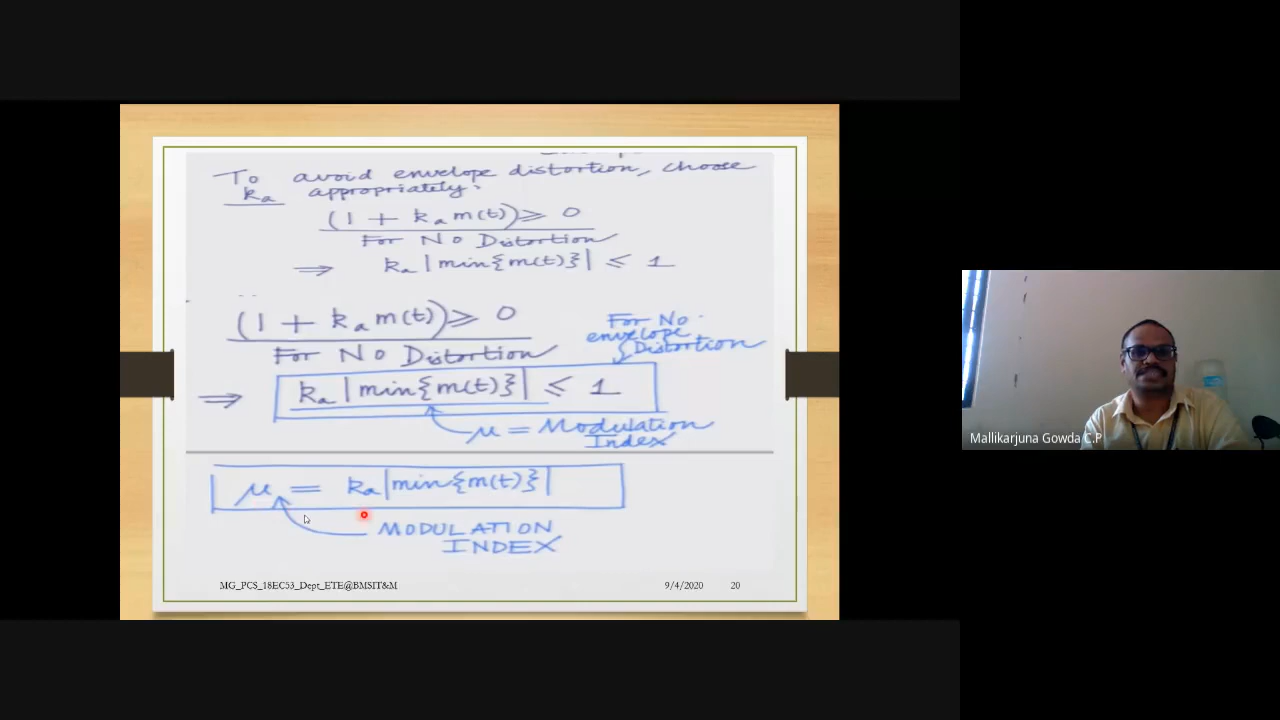 To avoid envelope distortion, choose
ka appropriately.
(1 + ka m(t)) ⩾ 0
For No Distortion
⇒ ka |min{m(t)}| ⩽ 1
(1 + ka m(t)) ⩾ 0
For No Distortion
For No
envelope
Distortion
⇒ ka |min{m(t)}| ⩽ 1
μ = Modulation
Index
μ = ka |min{m(t)}|
MODULATION
INDEX
MG_PCS_18EC53_Dept_ETE@BMSIT&M 9/4/2020 20
Mallikarjuna Gowda C.P